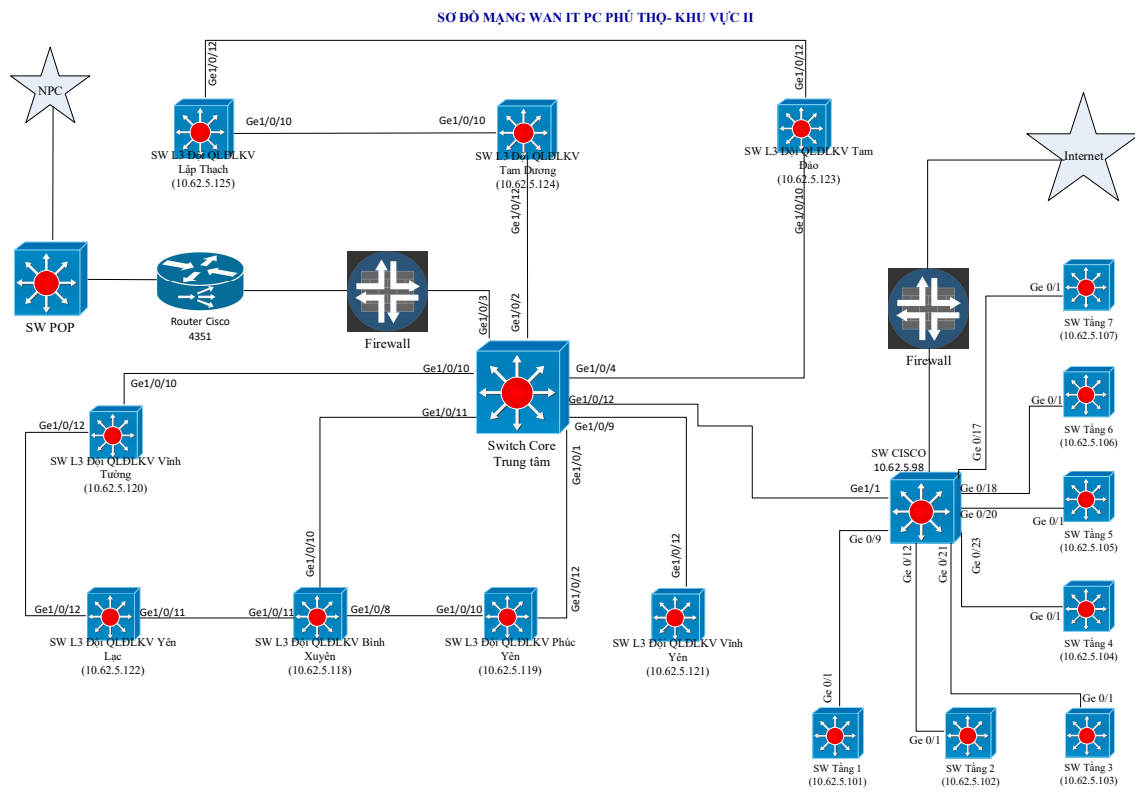 SƠ ĐỒ MẠNG WAN IT PC PHÚ THỌ- KHU VỰC II
NPC
Ge1/0/12
Ge1/0/12
Ge1/0/10
Ge1/0/10
SW L3 Đội QLĐLKV
Lập Thạch
(10.62.5.125)
SW L3 Đội QLĐLKV
Tam Dương
(10.62.5.124)
SW L3 Đội QLĐLKV Tam
Đảo
(10.62.5.123)
Internet
Ge1/0/12
Ge1/0/10
SW POP
Router Cisco
4351
Firewall
Ge1/0/3
Ge1/0/2
Firewall
Ge 0/1
SW Tầng 7
(10.62.5.107)
Ge1/0/10
Ge1/0/10
Ge1/0/4
Ge1/0/12
Ge1/0/11
Ge1/0/9
Ge1/0/1
Switch Core
Trung tâm
Ge1/0/12
SW L3 Đội QLĐLKV Vĩnh
Tường
(10.62.5.120)
Ge 0/1
SW Tầng 6
(10.62.5.106)
Ge 0/17
SW CISCO
10.62.5.98
Ge1/1
Ge 0/18
Ge 0/20
Ge 0/1
SW Tầng 5
(10.62.5.105)
Ge 0/9
Ge 0/12
Ge 0/21
Ge 0/23
Ge1/0/10
Ge1/0/12
Ge1/0/12
Ge1/0/12
Ge1/0/11
Ge1/0/11
Ge1/0/8
Ge1/0/10
SW L3 Đội QLĐLKV Yên
Lạc
(10.62.5.122)
SW L3 Đội QLĐLKV Bình
Xuyên
(10.62.5.118)
SW L3 Đội QLĐLKV Phúc
Yên
(10.62.5.119)
SW L3 Đội QLĐLKV Vĩnh
Yên
(10.62.5.121)
Ge 0/1
SW Tầng 4
(10.62.5.104)
Ge 0/1
Ge 0/1
Ge 0/1
SW Tầng 1
(10.62.5.101)
SW Tầng 2
(10.62.5.102)
SW Tầng 3
(10.62.5.103)